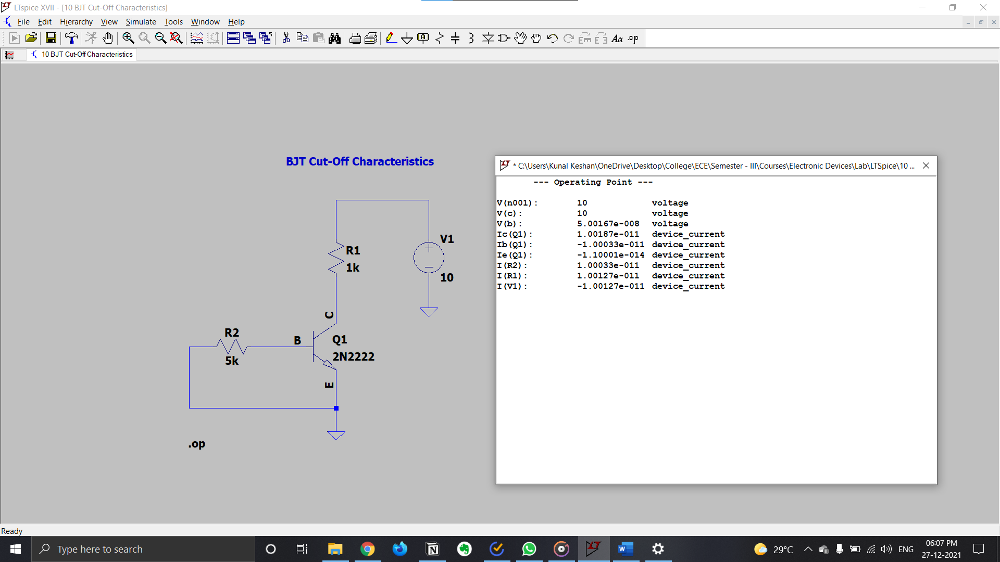 LTspice XVII - [10 BJT Cut-Off Characteristics]
File Edit Hierarchy View Simulate Tools Window Help
.op
10 BJT Cut-Off Characteristics
BJT Cut-Off Characteristics
R1
1k
V1
10
C
R2
5k
B
Q1
2N2222
E
.op
* C:\Users\Kunal Keshan\OneDrive\Desktop\College\ECE\Semester - III\Courses\Electronic Devices\Lab\LTSpice\10 ...
--- Operating Point ---
V(n001): 10 voltage
V(c): 10 voltage
V(b): 5.00167e-008 voltage
Ic(Q1): 1.00187e-011 device_current
Ib(Q1): -1.00033e-011 device_current
Ie(Q1): -1.10001e-014 device_current
I(R2): 1.00033e-011 device_current
I(R1): 1.00127e-011 device_current
I(V1): -1.00127e-011 device_current
Ready
Type here to search
29°C
ENG
06:07 PM
27-12-2021